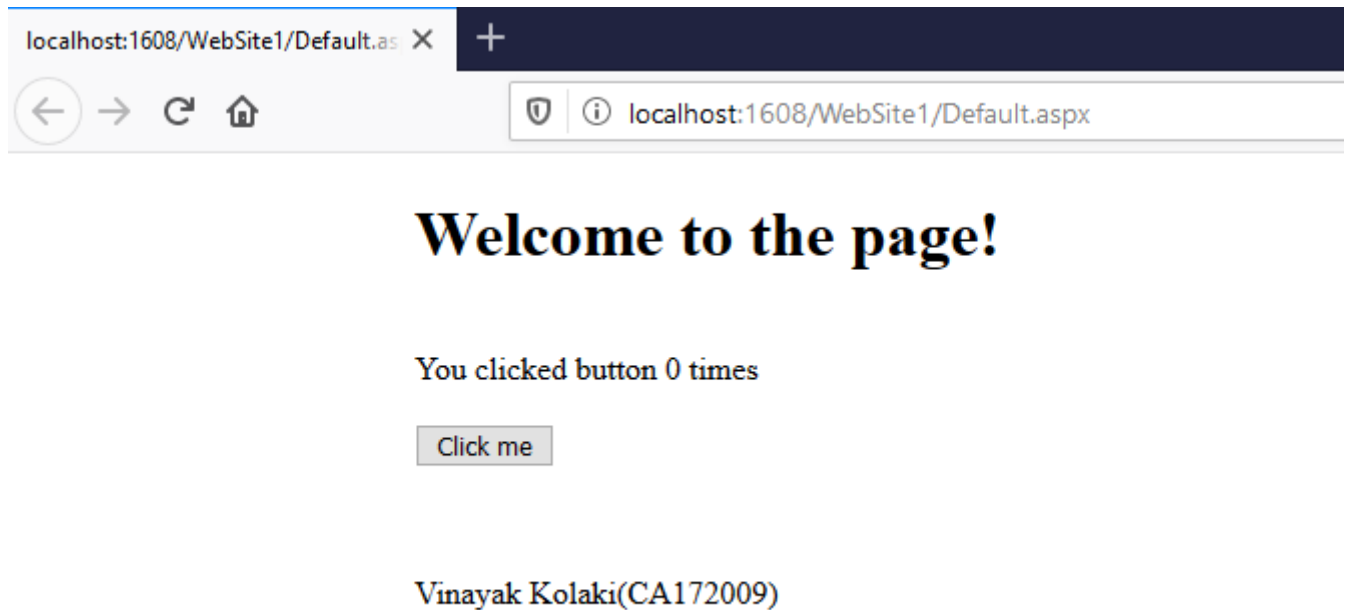 localhost:1608/WebSite1/Default.as
localhost:1608/WebSite1/Default.aspx
Welcome to the page!
You clicked button 0 times
Click me
Vinayak Kolaki(CA172009)